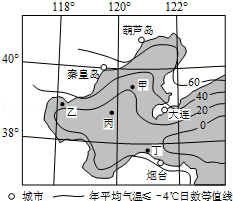 葫芦岛
118° 120° 122°
40°
秦皇岛
甲
60
乙
大连
40
丙
20
38°
0
丁
烟台
城市 年平均气温≤-4℃日数等值线